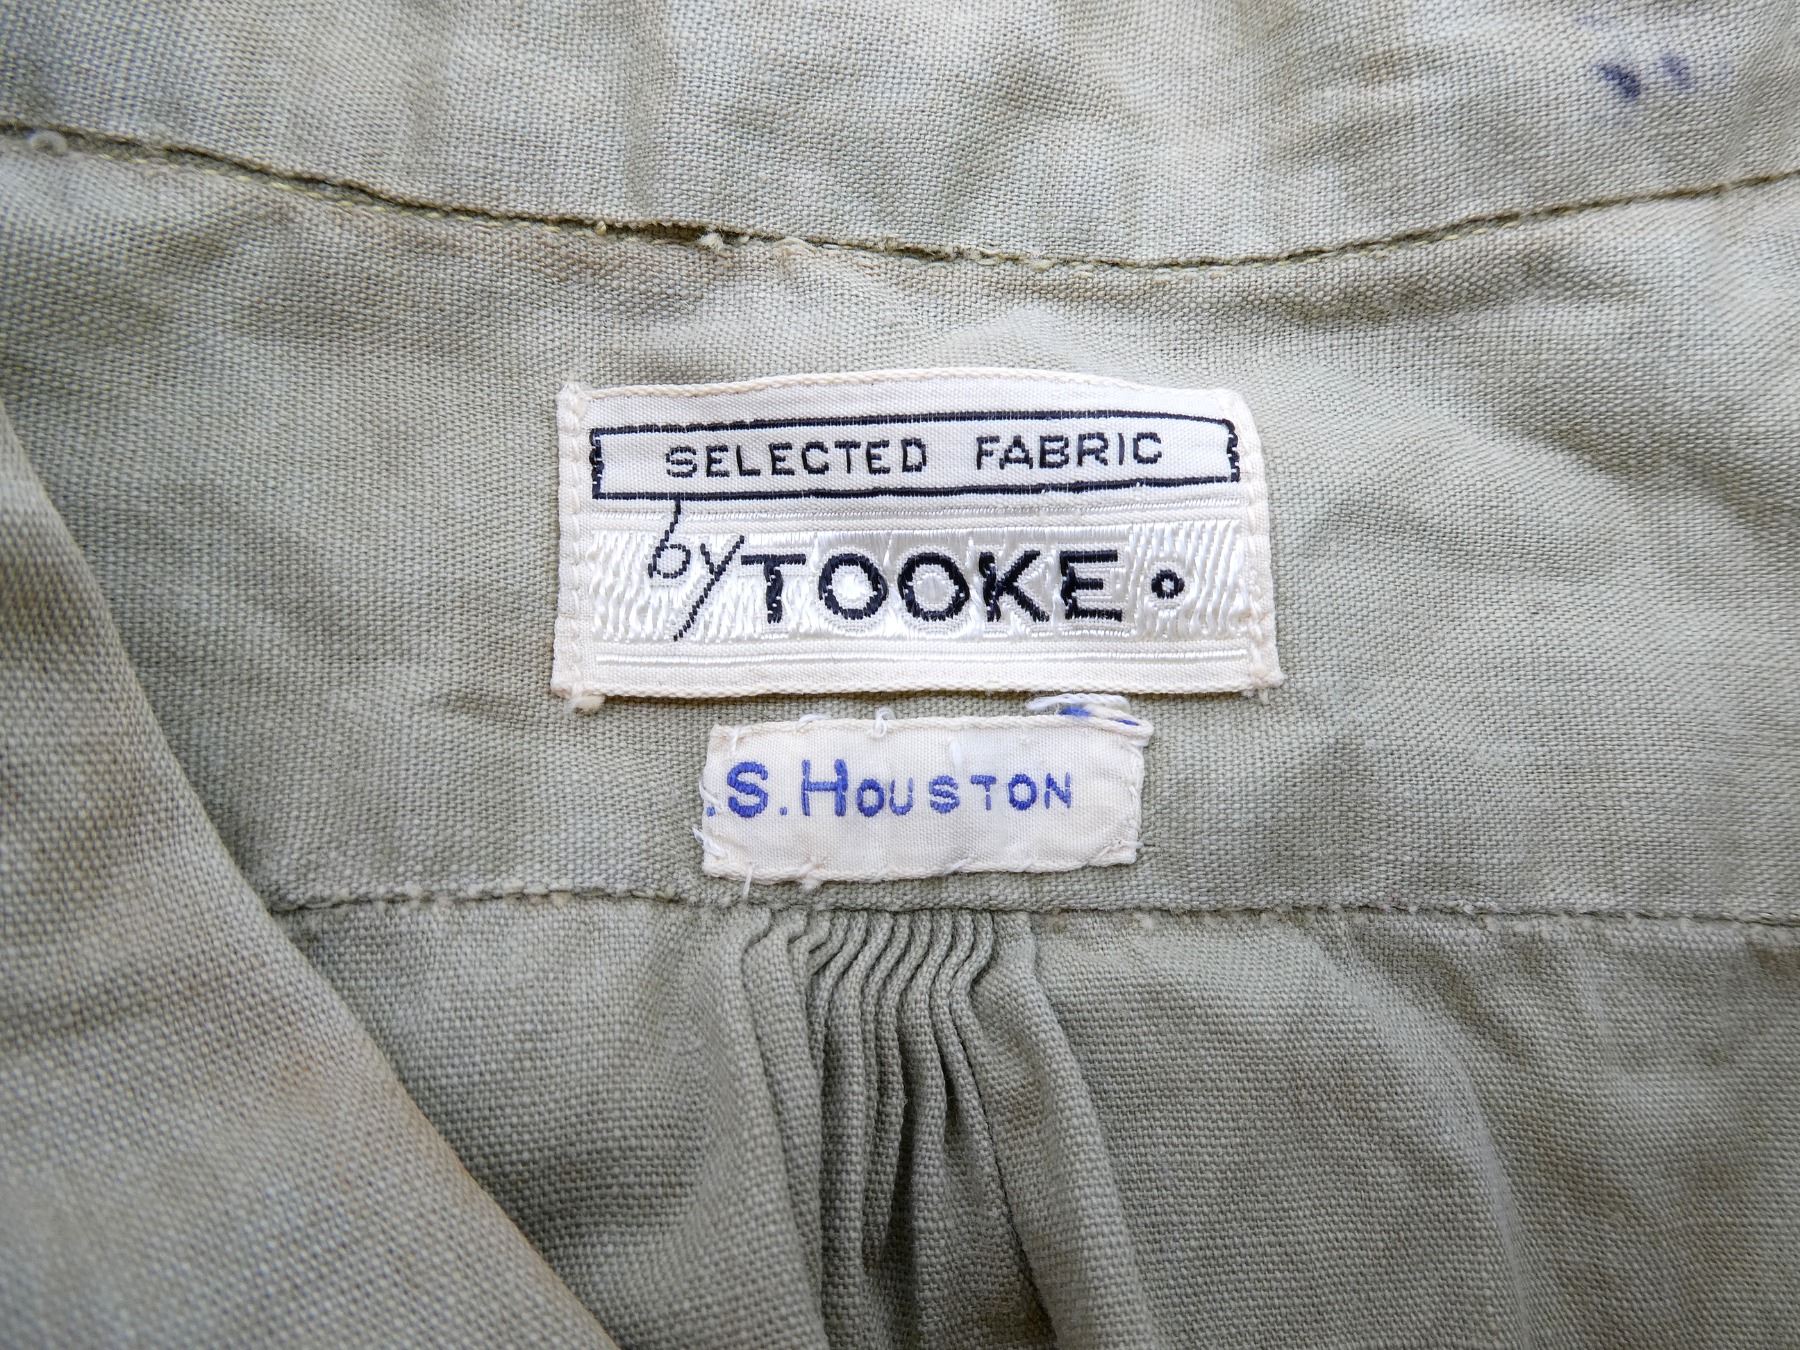 SELECTED FABRIC
by TOOKE
.S. HOUSTON